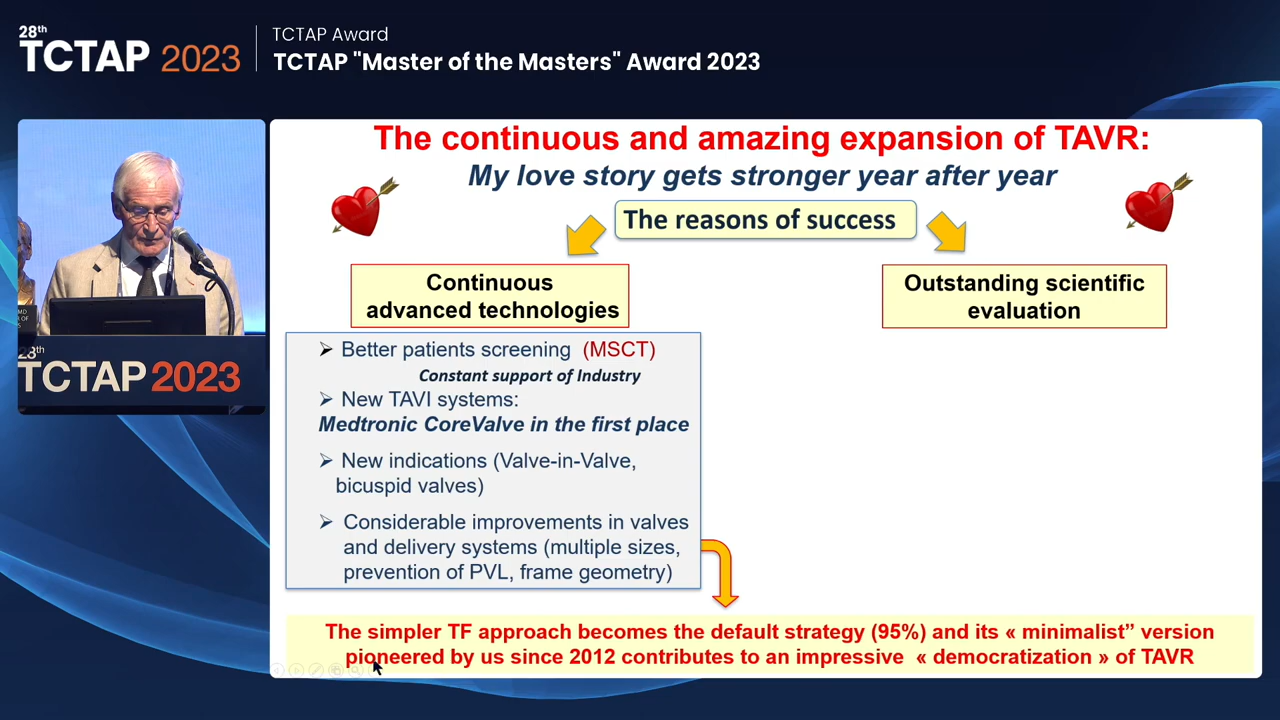 28th
TCTAP 2023
TCTAP Award
TCTAP "Master of the Masters" Award 2023
28th
TCTAP 2023
The continuous and amazing expansion of TAVR:
My love story gets stronger year after year
The reasons of success
Continuous
advanced technologies
➢ Better patients screening (MSCT)
Constant support of Industry
➢ New TAVI systems:
Medtronic CoreValve in the first place
➢ New indications (Valve-in-Valve,
bicuspid valves)
➢ Considerable improvements in valves
and delivery systems (multiple sizes,
prevention of PVL, frame geometry)
Outstanding scientific
evaluation
The simpler TF approach becomes the default strategy (95%) and its « minimalist” version
pioneered by us since 2012 contributes to an impressive « democratization » of TAVR